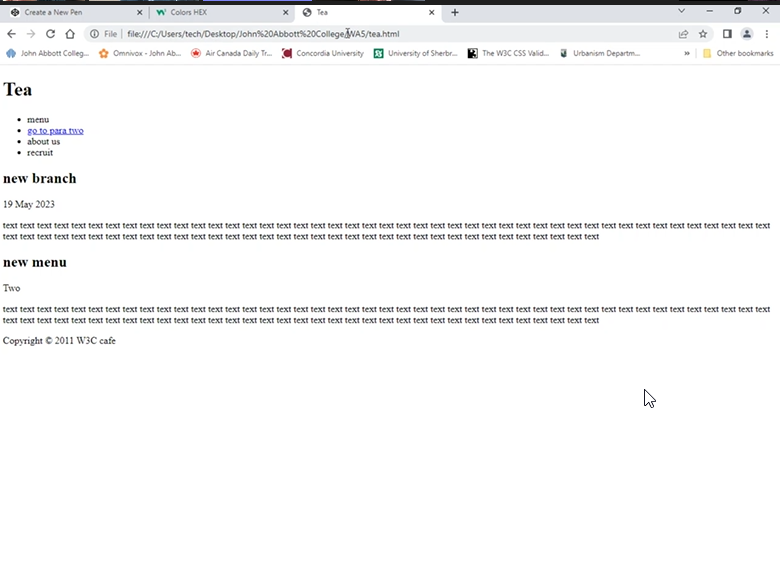 Create a New Pen
Colors HEX
Tea
File
file:///C:/Users/tech/Desktop/John%20Abbott%20College/WA5/tea.html
John Abbott Colleg...
Omnivox - John Ab...
Air Canada Daily Tr...
Concordia University
University of Sherbr...
The W3C CSS Valid...
Urbanism Departm...
»
Other bookmarks
Tea
menu
go to para two
about us
recruit
new branch
19 May 2023
text text text text text text text text text text text text text text text text text text text text text text text text text text text text text text text text text text text text text text text text text text text text text
text text text text text text text text text text text text text text text text text text text text text text text text text text text text text text text text text text text
new menu
Two
text text text text text text text text text text text text text text text text text text text text text text text text text text text text text text text text text text text text text text text text text text text text text
text text text text text text text text text text text text text text text text text text text text text text text text text text text text text text text text text text text
Copyright © 2011 W3C cafe